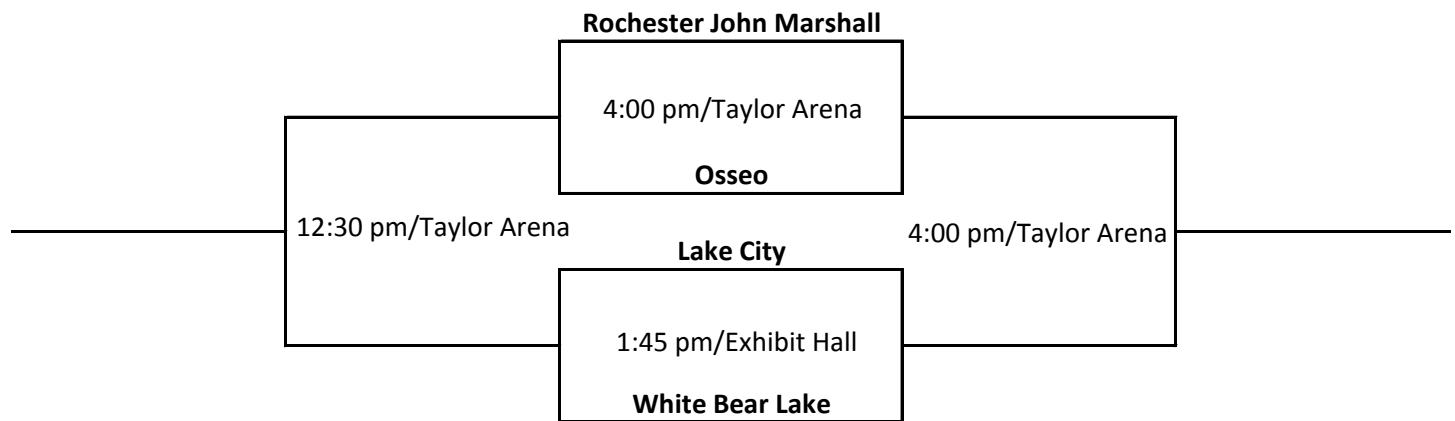 Rochester John Marshall
4:00 pm/Taylor Arena
Osseo
12:30 pm/Taylor Arena
4:00 pm/Taylor Arena
Lake City
1:45 pm/Exhibit Hall
White Bear Lake